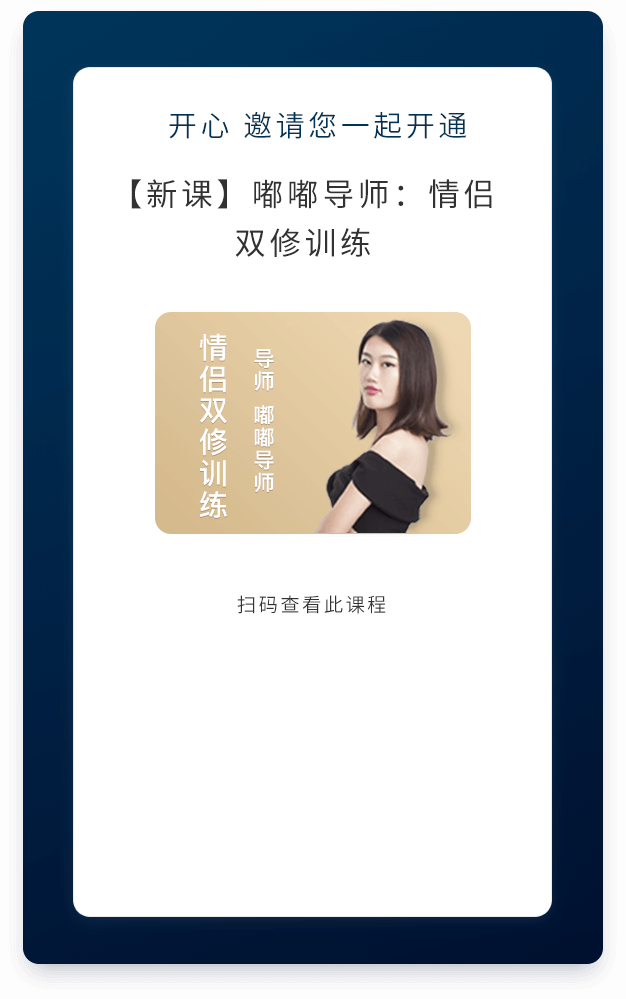 开心 邀请您一起开通
【新课】嘟嘟导师：情侣
双修训练
情侣双修训练
导师 嘟嘟导师
扫码查看此课程